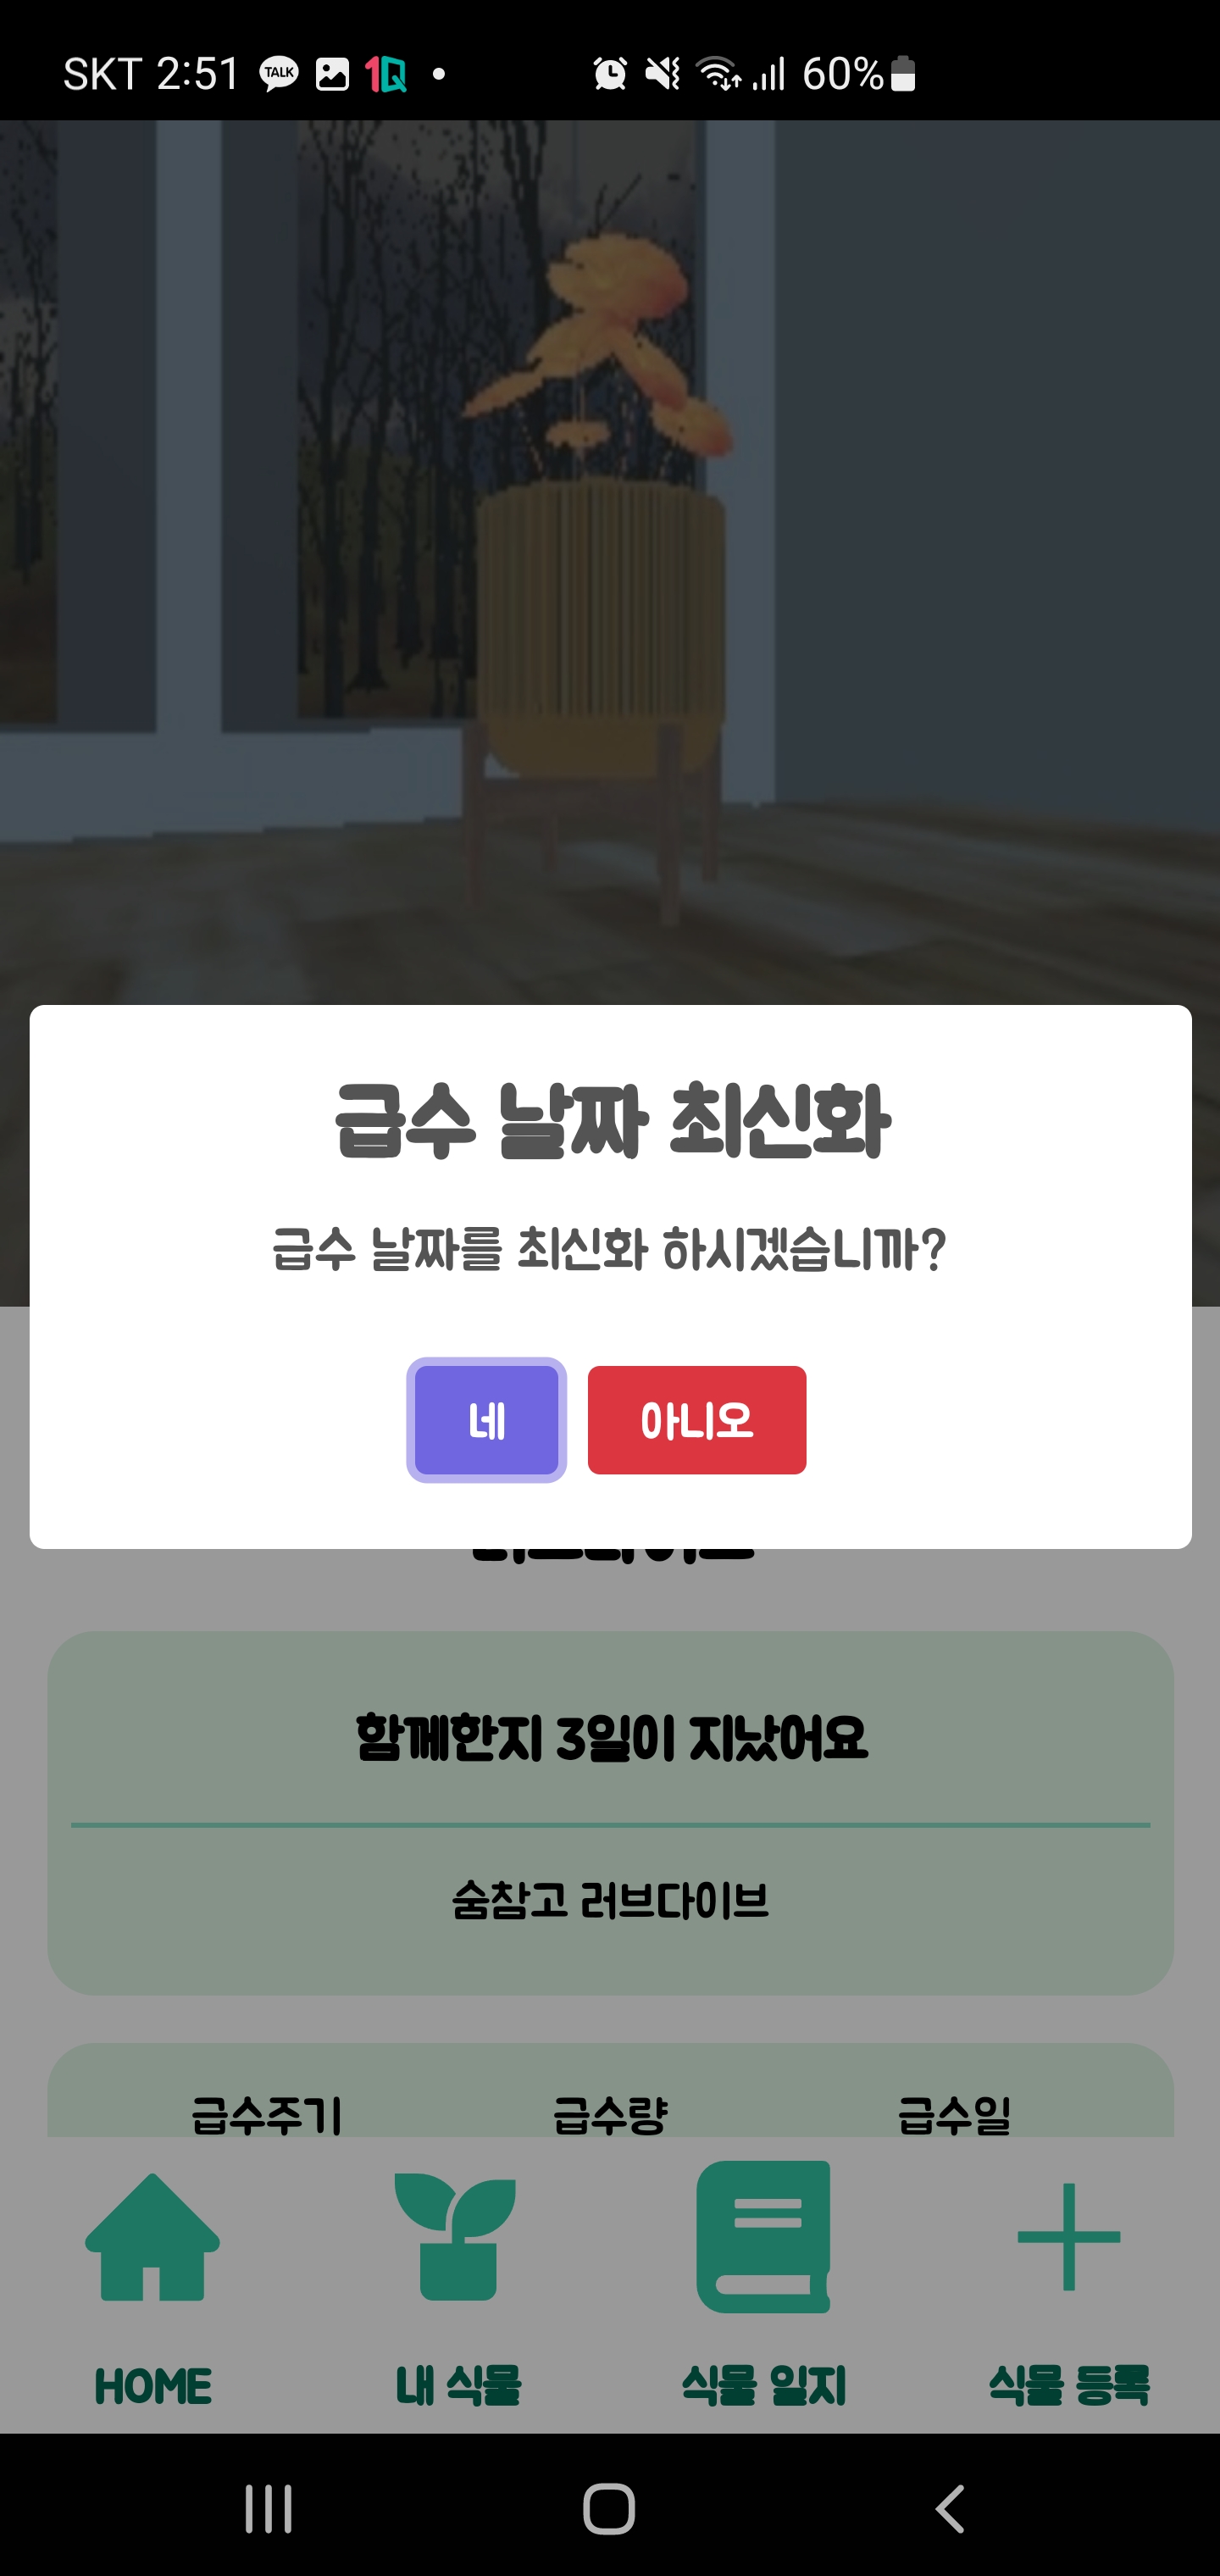 SKT 2:51 TALK 1Q 60%
급수 날짜 최신화
급수 날짜를 최신화 하시겠습니까?
네 아니오
함께한지 3일이 지났어요
숨참고 러브다이브
급수주기 급수량 급수일
HOME 내 식물 식물 일지 식물 등록